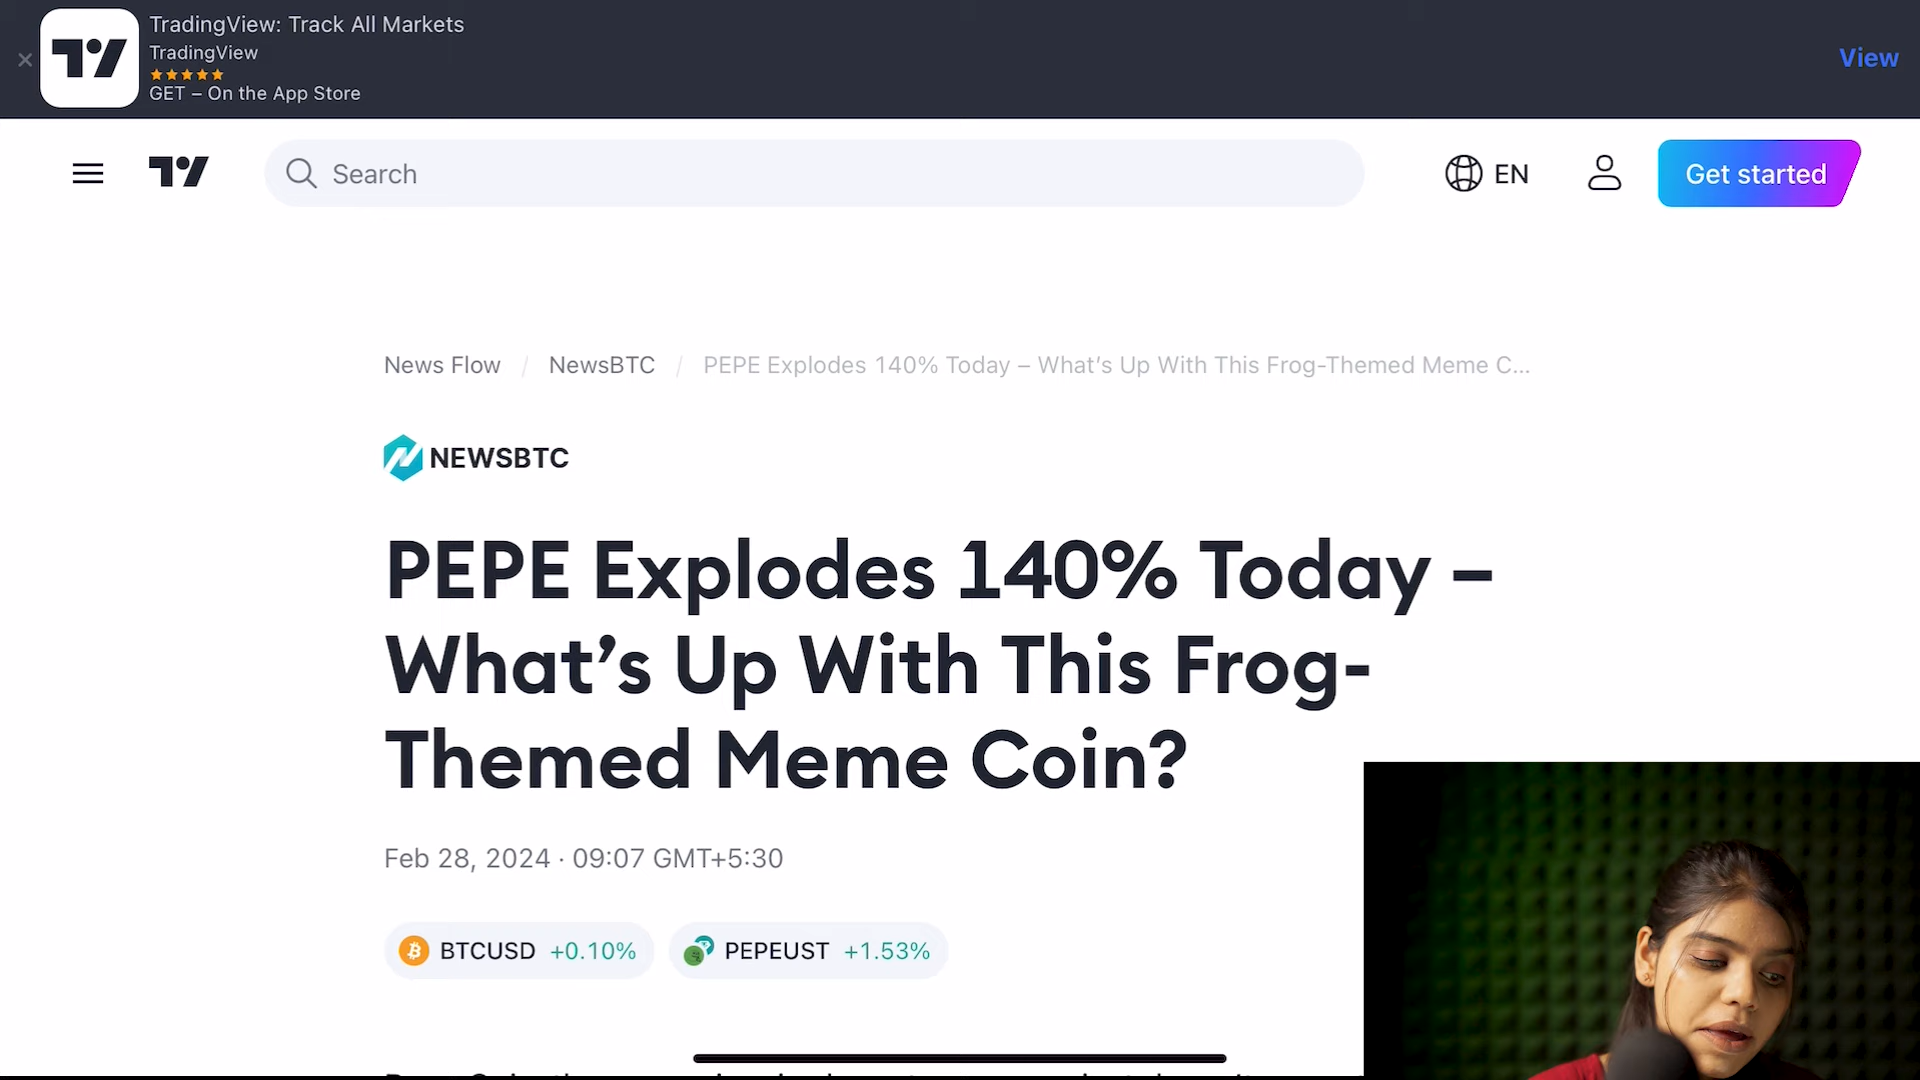 TradingView: Track All Markets
TradingView
GET – On the App Store
View
Search
EN
Get started
News Flow / NewsBTC / PEPE Explodes 140% Today – What’s Up With This Frog-Themed Meme C...
NEWSBTC
PEPE Explodes 140% Today –
What’s Up With This Frog-
Themed Meme Coin?
Feb 28, 2024 · 09:07 GMT+5:30
BTCUSD +0.10%
PEPEUST +1.53%